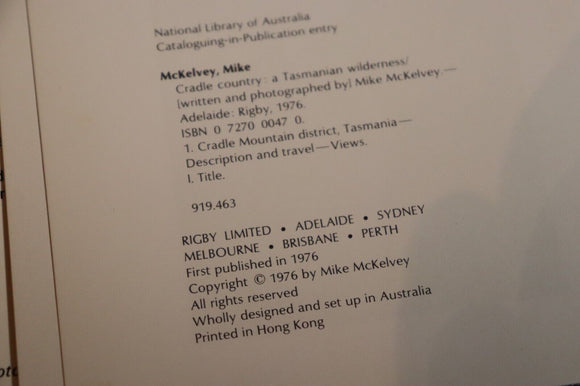 National Library of Australia
Cataloguing-in-Publication entry
McKelvey, Mike
Cradle country: a Tasmanian wilderness/
[written and photographed by] Mike McKelvey.—
Adelaide: Rigby, 1976.
ISBN 0 7270 0047 0.
1. Cradle Mountain district, Tasmania—
Description and travel—Views.
I. Title.
919.463
RIGBY LIMITED • ADELAIDE • SYDNEY
MELBOURNE • BRISBANE • PERTH
First published in 1976
Copyright © 1976 by Mike McKelvey
All rights reserved
Wholly designed and set up in Australia
Printed in Hong Kong